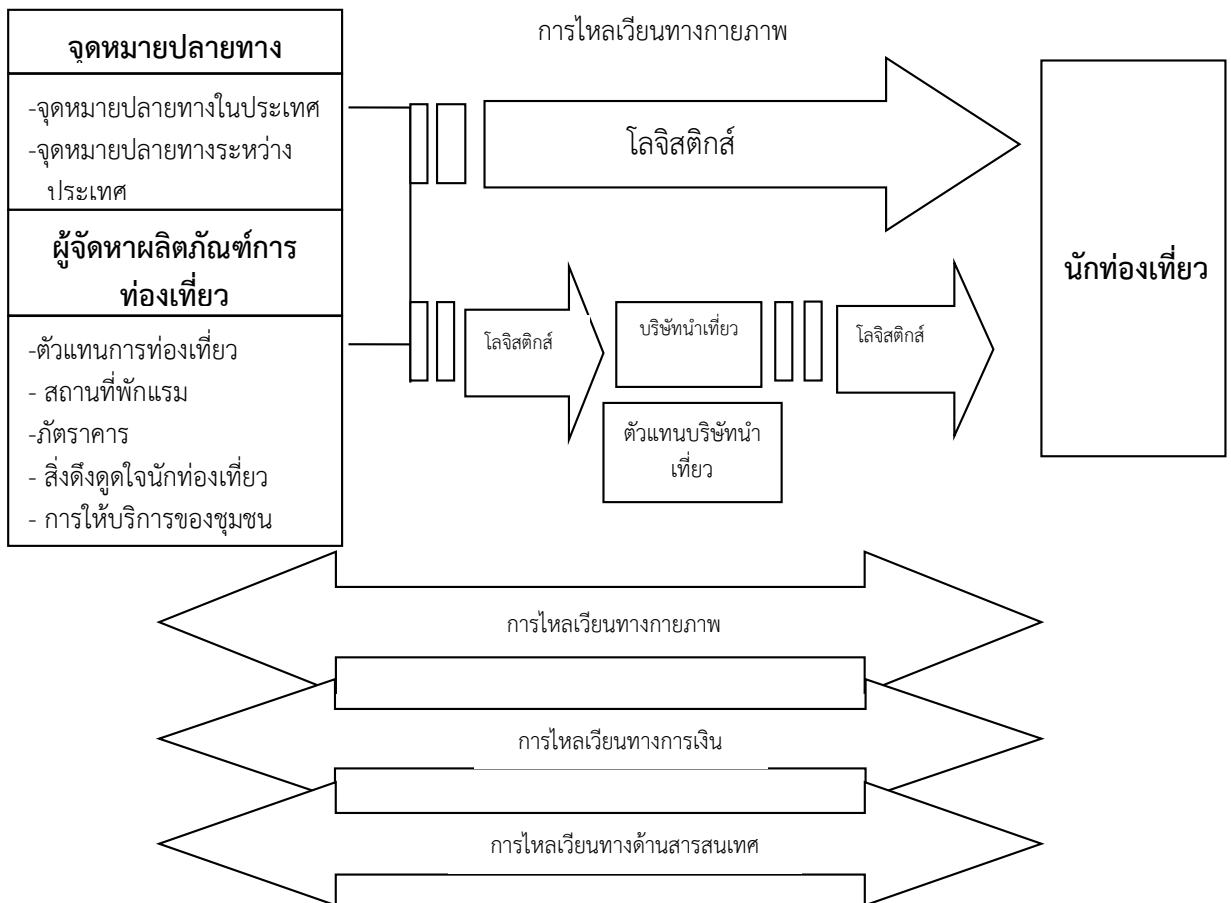 การไหลเวียนทางกายภาพ
จุดหมายปลายทาง
-จุดหมายปลายทางในประเทศ
-จุดหมายปลายทางระหว่าง
ประเทศ
ผู้จัดหาผลิตภัณฑ์การ
ท่องเที่ยว
-ตัวแทนการท่องเที่ยว
- สถานที่พักแรม
-ภัตราคาร
- สิ่งดึงดูดใจนักท่องเที่ยว
- การให้บริการของชุมชน
โลจิสติกส์
โลจิสติกส์
บริษัทนำเที่ยว
ตัวแทนบริษัทนำ
เที่ยว
โลจิสติกส์
นักท่องเที่ยว
การไหลเวียนทางกายภาพ
การไหลเวียนทางการเงิน
การไหลเวียนทางด้านสารสนเทศ